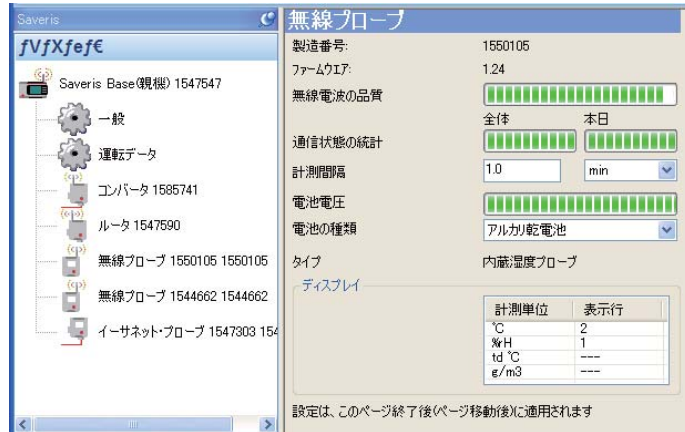 Saveris
ƒVƒXƒeƒ€
Saveris Base(親機) 1547547
一般
運転データ
コンバータ 1585741
ルータ 1547590
無線プローブ 1550105 1550105
無線プローブ 1544662 1544662
イーサネット・プローブ 1547303 154
無線プローブ
製造番号: 1550105
ファームウエア: 1.24
無線電波の品質
全体 本日
通信状態の統計
計測間隔 1.0 min
電池電圧
電池の種類 アルカリ乾電池
タイプ 内蔵湿度プローブ
ディスプレイ
計測単位 表示行
℃ 2
%rH 1
td ℃ ---
g/m3 ---
設定は、このページ終了後(ページ移動後)に適用されます